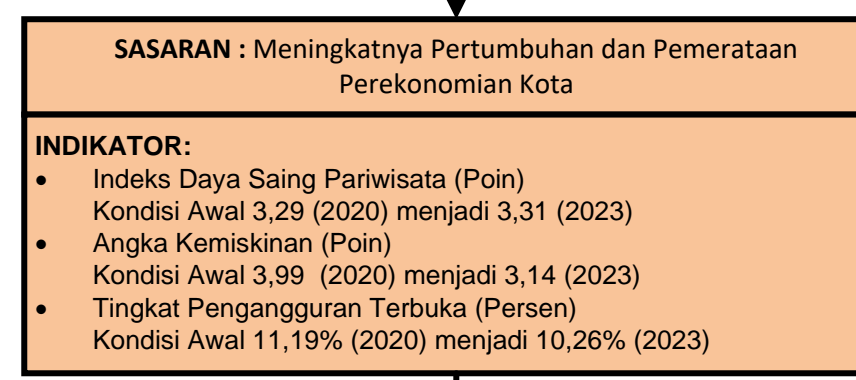 SASARAN : Meningkatnya Pertumbuhan dan Pemerataan
Perekonomian Kota
INDIKATOR:
• Indeks Daya Saing Pariwisata (Poin)
Kondisi Awal 3,29 (2020) menjadi 3,31 (2023)
• Angka Kemiskinan (Poin)
Kondisi Awal 3,99 (2020) menjadi 3,14 (2023)
• Tingkat Pengangguran Terbuka (Persen)
Kondisi Awal 11,19% (2020) menjadi 10,26% (2023)